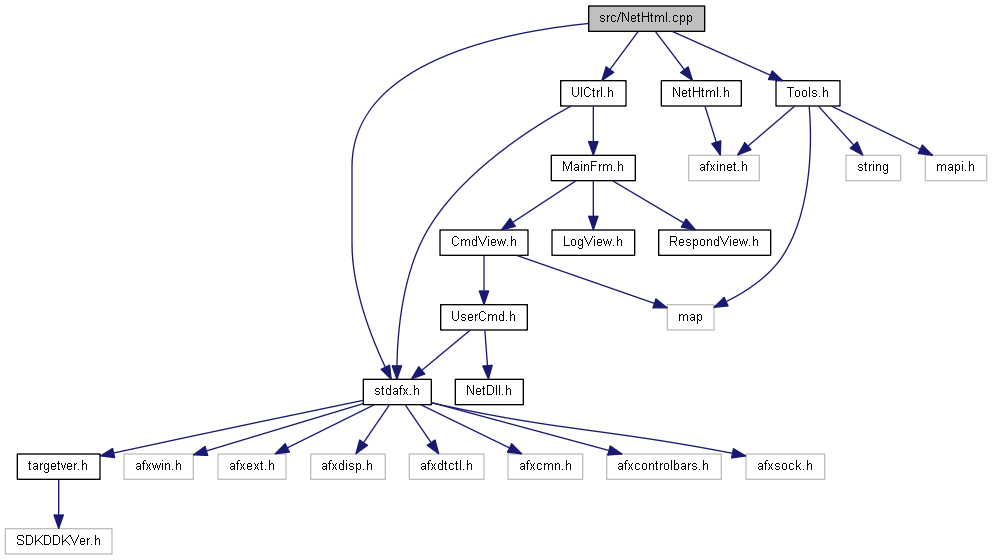 src/NetHtml.cpp
UICtrl.h
NetHtml.h
Tools.h
MainFrm.h
afxinet.h
string
mapi.h
CmdView.h
LogView.h
RespondView.h
UserCmd.h
map
stdafx.h
NetDll.h
targetver.h
afxwin.h
afxext.h
afxdisp.h
afxdtctl.h
afxcmn.h
afxcontrolbars.h
afxsock.h
SDKDDKVer.h